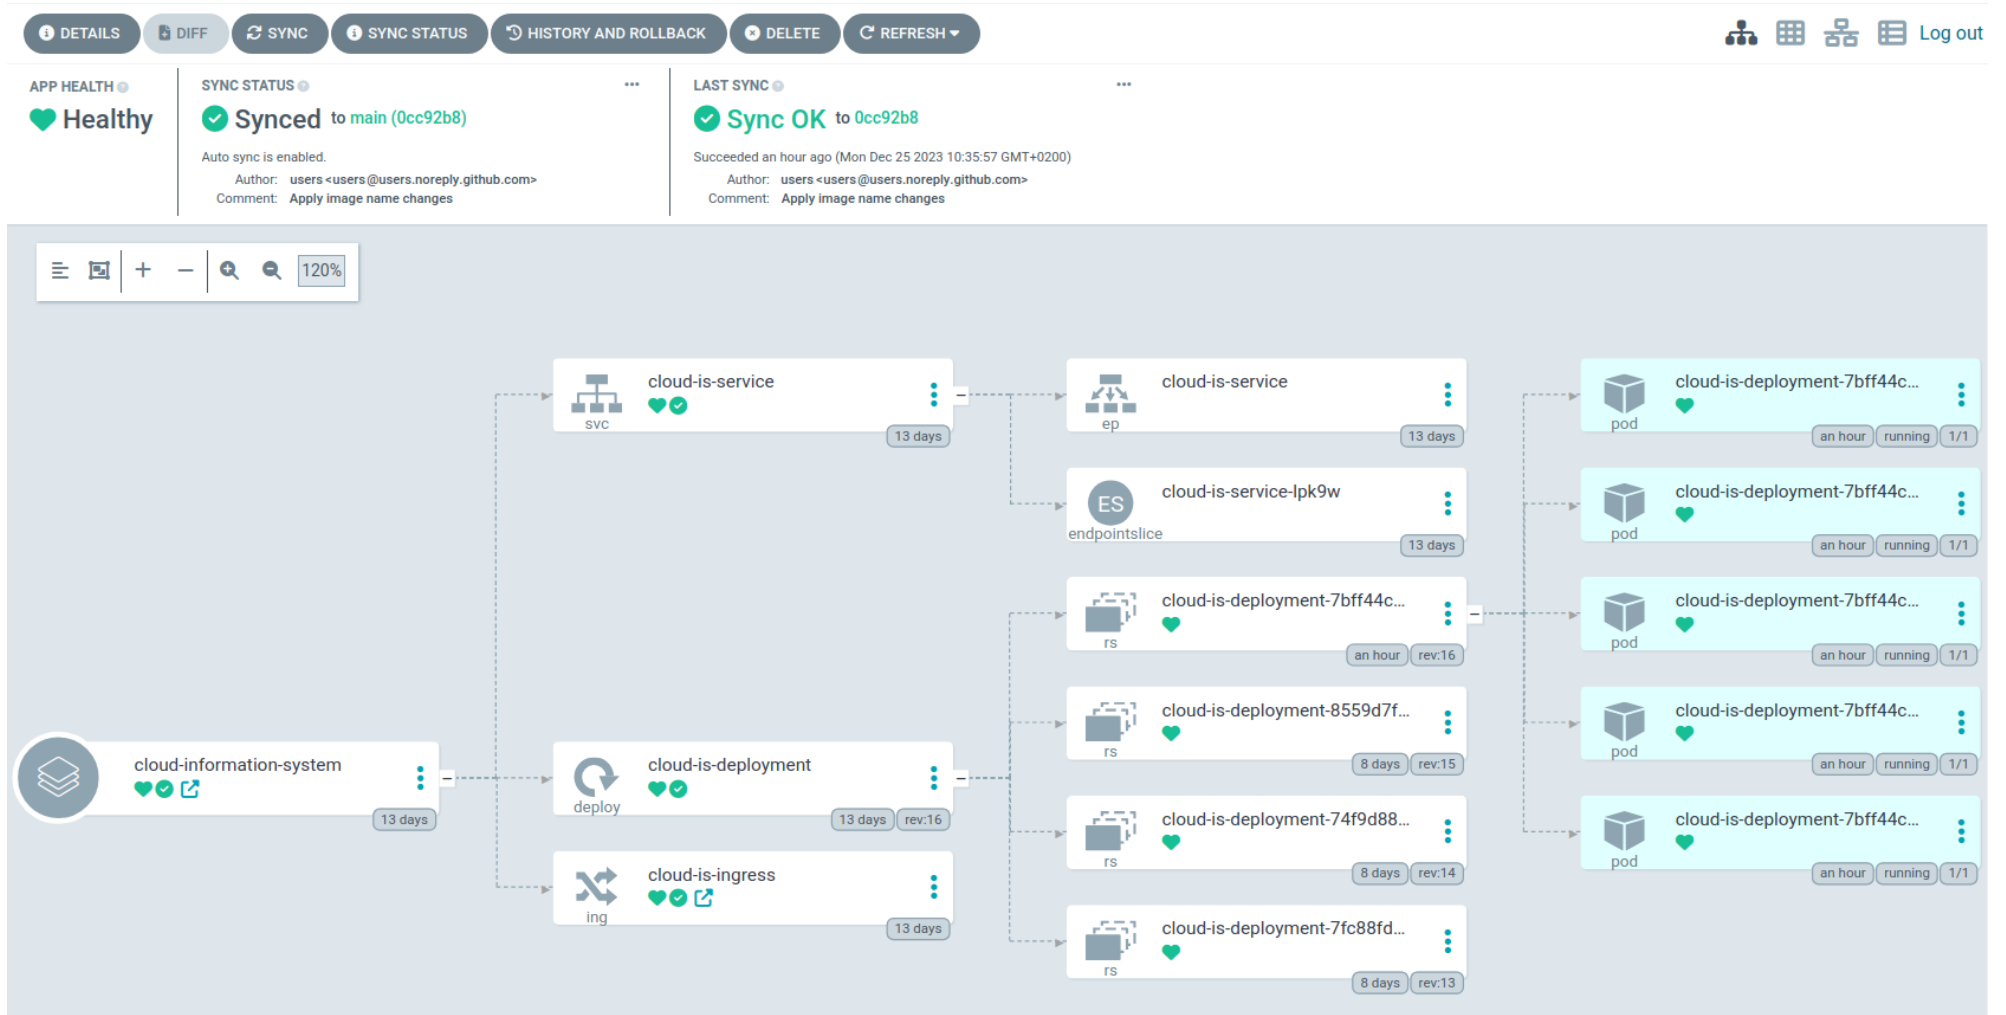 DETAILS DIFF SYNC SYNC STATUS HISTORY AND ROLLBACK DELETE REFRESH Log out
APP HEALTH
Healthy
SYNC STATUS
Synced to main (0cc92b8)
Auto sync is enabled.
Author: users <users@users.noreply.github.com>
Comment: Apply image name changes
LAST SYNC
Sync OK to 0cc92b8
Succeeded an hour ago (Mon Dec 25 2023 10:35:57 GMT+0200)
Author: users <users@users.noreply.github.com>
Comment: Apply image name changes
120%
cloud-information-system
13 days
cloud-is-service
svc
13 days
cloud-is-deployment
deploy
13 days rev:16
cloud-is-ingress
ing
13 days
cloud-is-service
ep
13 days
ES
cloud-is-service-lpk9w
endpointslice
13 days
cloud-is-deployment-7bff44c...
rs
an hour rev:16
cloud-is-deployment-8559d7f...
rs
8 days rev:15
cloud-is-deployment-74f9d88...
rs
8 days rev:14
cloud-is-deployment-7fc88fd...
rs
8 days rev:13
cloud-is-deployment-7bff44c...
pod
an hour running 1/1
cloud-is-deployment-7bff44c...
pod
an hour running 1/1
cloud-is-deployment-7bff44c...
pod
an hour running 1/1
cloud-is-deployment-7bff44c...
pod
an hour running 1/1
cloud-is-deployment-7bff44c...
pod
an hour running 1/1